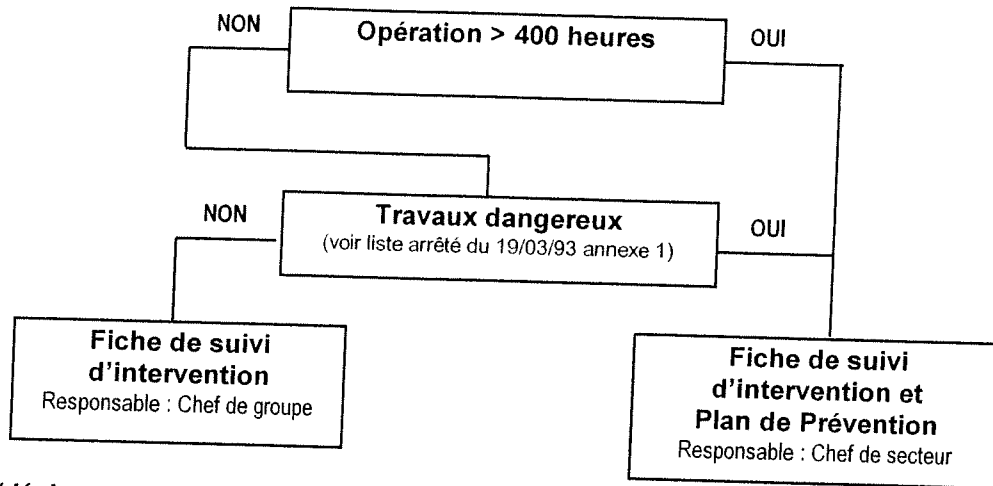 NON
Opération > 400 heures
OUI
NON
Travaux dangereux
(voir liste arrêté du 19/03/93 annexe 1)
OUI
Fiche de suivi
d'intervention
Responsable : Chef de groupe
Fiche de suivi
d'intervention et
Plan de Prévention
Responsable : Chef de secteur